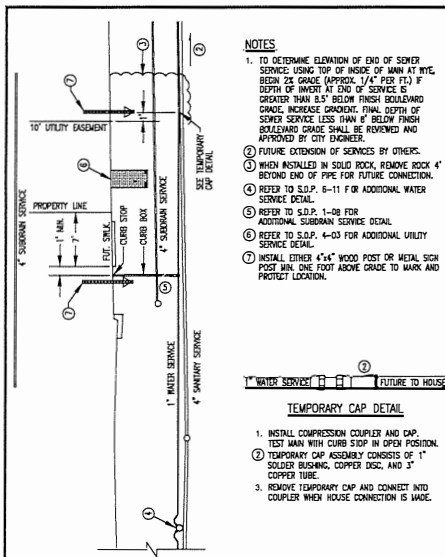 NOTES
1. TO DETERMINE ELEVATION OF END OF SEWER
SERVICE: USING TOP OF INSIDE OF MAIN AT WYE,
BEGIN 2% GRADE (APPROX. 1/4" PER FT.) IF
DEPTH OF INVERT AT END OF SERVICE IS
GREATER THAN 8.5' BELOW FINISH BOULEVARD
GRADE, INCREASE GRADIENT. FINAL DEPTH OF
SEWER SERVICE LESS THAN 8' BELOW FINISH
BOULEVARD GRADE SHALL BE REVIEWED AND
APPROVED BY CITY ENGINEER.
② FUTURE EXTENSION OF SERVICES BY OTHERS.
③ WHEN INSTALLED IN SOLID ROCK, REMOVE ROCK 4'
BEYOND END OF PIPE FOR FUTURE CONNECTION.
④ REFER TO S.D.P. 6-11 FOR ADDITIONAL WATER
SERVICE DETAIL.
⑤ REFER TO S.D.P. 1-08 FOR
ADDITIONAL SUBDRAIN SERVICE DETAIL
⑥ REFER TO S.D.P. 4-03 FOR ADDITIONAL UTILITY
SERVICE DETAIL.
⑦ INSTALL EITHER 4"x4" WOOD POST OR METAL SIGN
POST MIN. ONE FOOT ABOVE GRADE TO MARK AND
PROTECT LOCATION.
②
③
⑦
1'
10' UTILITY EASEMENT
SEE TEMPORARY
CAP DETAIL
⑥
PROPERTY LINE
4" SUBDRAIN SERVICE
1' MIN.
7'
FUT. SWLK.
CURB STOP
CURB BOX
4" SUBDRAIN SERVICE
⑦
⑤
1" WATER SERVICE
4" SANITARY SERVICE
④
②
1" WATER SERVICE
FUTURE TO HOUSE
TEMPORARY CAP DETAIL
1. INSTALL COMPRESSION COUPLER AND CAP.
TEST MAIN WITH CURB STOP IN OPEN POSITION.
② TEMPORARY CAP ASSEMBLY CONSISTS OF 1"
SOLDER BUSHING, COPPER DISC, AND 3"
COPPER TUBE.
3. REMOVE TEMPORARY CAP AND CONNECT INTO
COUPLER WHEN HOUSE CONNECTION IS MADE.